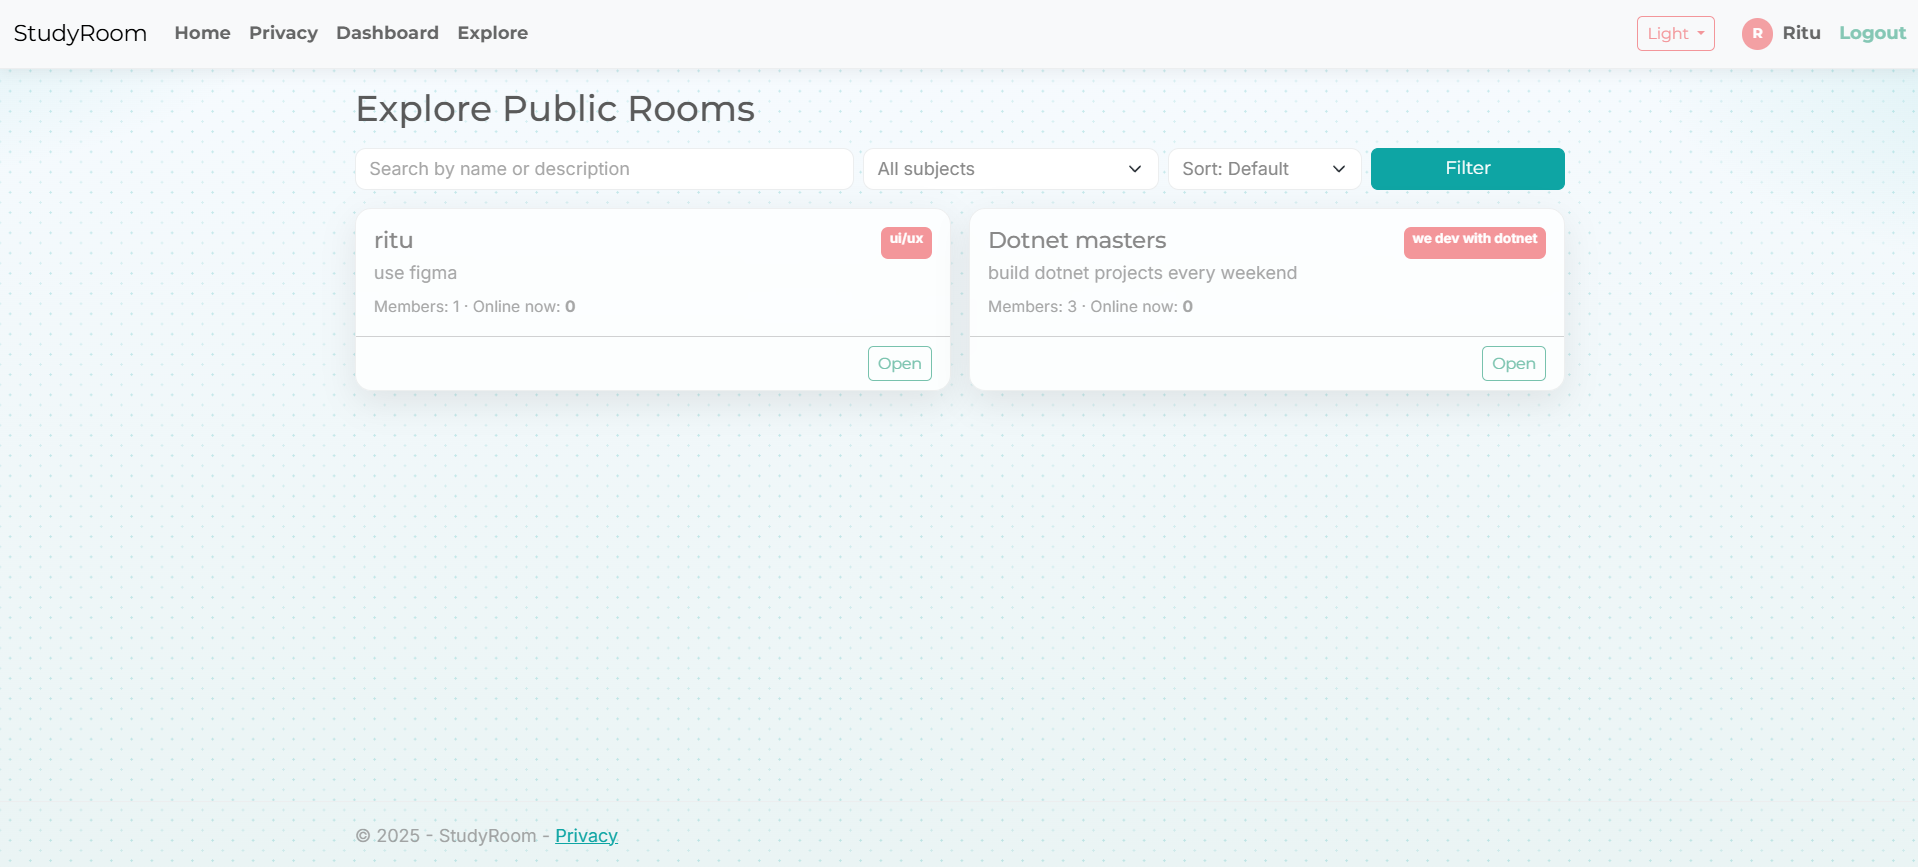 StudyRoom Home Privacy Dashboard Explore Light R Ritu Logout
Explore Public Rooms
Search by name or description All subjects Sort: Default Filter
ritu ui/ux
use figma
Members: 1 · Online now: 0
Open
Dotnet masters we dev with dotnet
build dotnet projects every weekend
Members: 3 · Online now: 0
Open
© 2025 - StudyRoom - Privacy